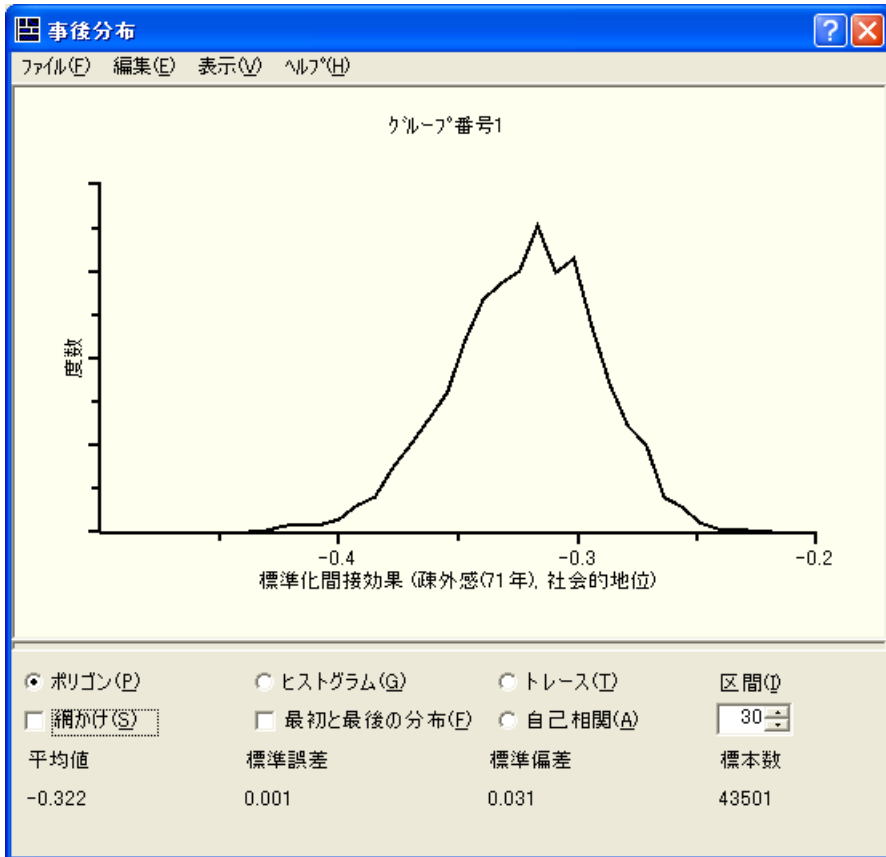 事後分布
ﾌｧｲﾙ(F) 編集(E) 表示(V) ﾍﾙﾌﾟ(H)
ｸﾞﾙｰﾌﾟ番号1
度数
-0.4 -0.3 -0.2
標準化間接効果 (疎外感(71年), 社会的地位)
ポリゴン(P) ヒストグラム(G) トレース(T) 区間(I)
網かけ(S) 最初と最後の分布(F) 自己相関(A) 30
平均値 標準誤差 標準偏差 標本数
-0.322 0.001 0.031 43501